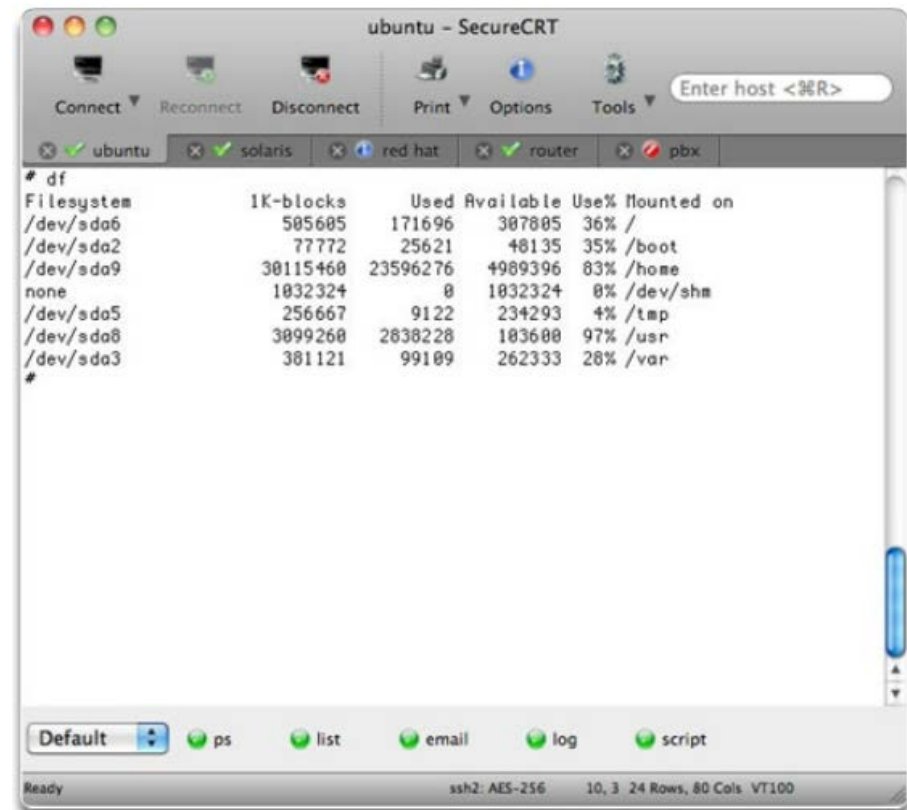 ubuntu – SecureCRT
Connect Reconnect Disconnect Print Options Tools Enter host <⌘R>
ubuntu solaris red hat router pbx
# df
Filesystem 1K-blocks Used Available Use% Mounted on
/dev/sda6 505605 171696 307805 36% /
/dev/sda2 77772 25621 48135 35% /boot
/dev/sda9 30115460 23596276 4989396 83% /home
none 1032324 0 1032324 0% /dev/shm
/dev/sda5 256667 9122 234293 4% /tmp
/dev/sda8 3099260 2838228 103600 97% /usr
/dev/sda3 381121 99109 262333 28% /var
#
Default ps list email log script
Ready ssh2: AES-256 10, 3 24 Rows, 80 Cols VT100